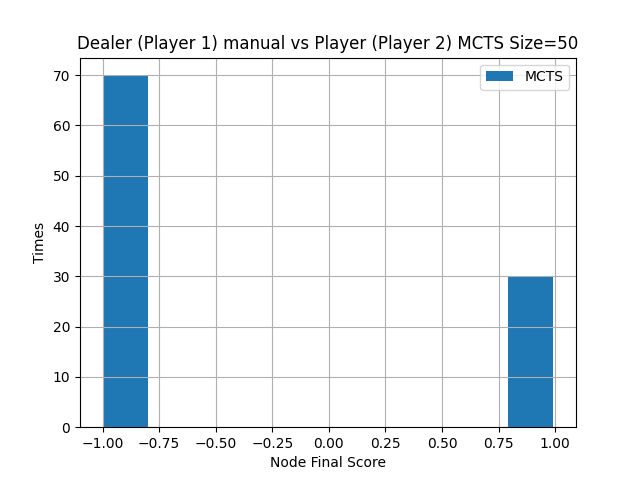 Dealer (Player 1) manual vs Player (Player 2) MCTS Size=50
MCTS
70
60
50
40
30
20
10
0
Times
−1.00 −0.75 −0.50 −0.25 0.00 0.25 0.50 0.75 1.00
Node Final Score